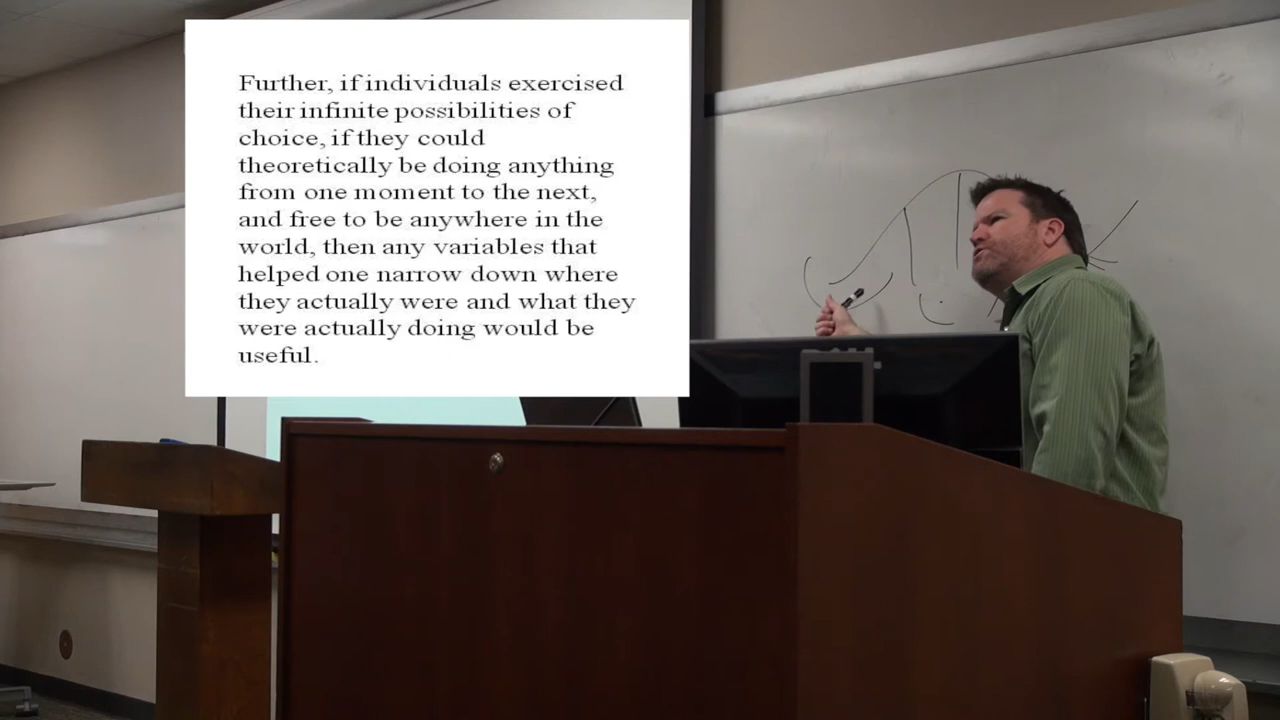 Further, if individuals exercised
their infinite possibilities of
choice, if they could
theoretically be doing anything
from one moment to the next,
and free to be anywhere in the
world, then any variables that
helped one narrow down where
they actually were and what they
were actually doing would be
useful.